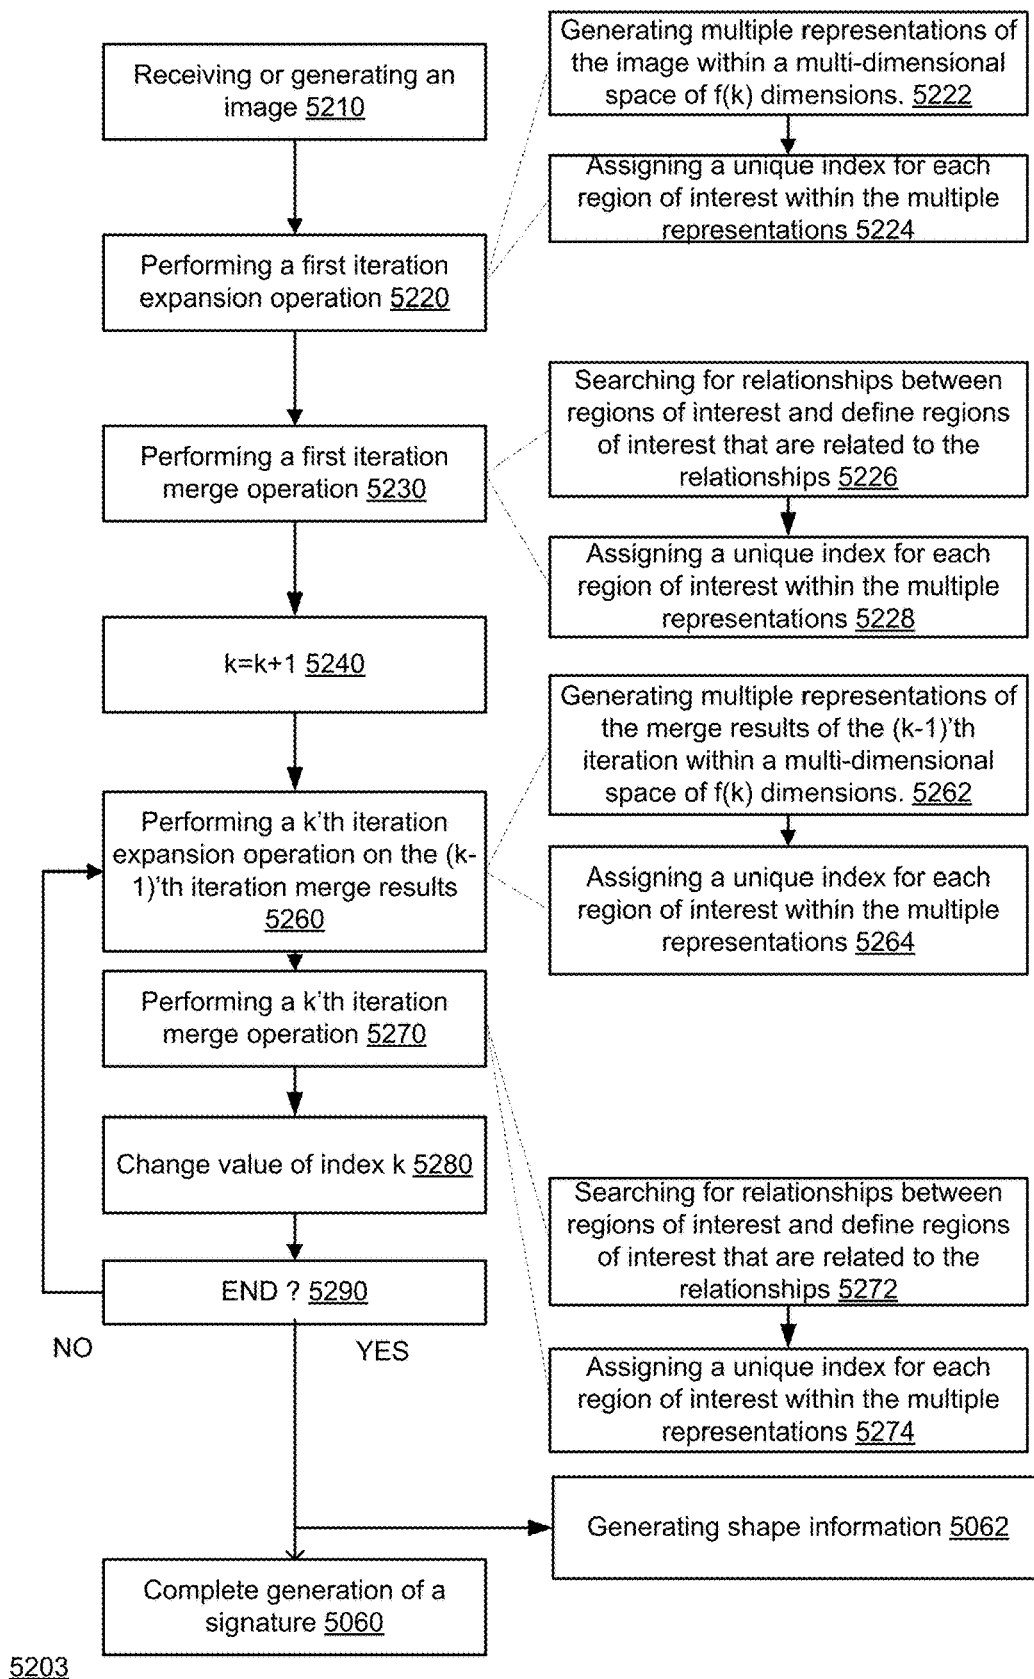 Receiving or generating an
image 5210
Generating multiple representations of
the image within a multi-dimensional
space of f(k) dimensions. 5222
Assigning a unique index for each
region of interest within the multiple
representations 5224
Performing a first iteration
expansion operation 5220
Performing a first iteration
merge operation 5230
Searching for relationships between
regions of interest and define regions
of interest that are related to the
relationships 5226
Assigning a unique index for each
region of interest within the multiple
representations 5228
k=k+1 5240
Generating multiple representations of
the merge results of the (k-1)'th
iteration within a multi-dimensional
space of f(k) dimensions. 5262
Assigning a unique index for each
region of interest within the multiple
representations 5264
Performing a k'th iteration
expansion operation on the (k-
1)'th iteration merge results
5260
Performing a k'th iteration
merge operation 5270
Change value of index k 5280
Searching for relationships between
regions of interest and define regions
of interest that are related to the
relationships 5272
Assigning a unique index for each
region of interest within the multiple
representations 5274
END ? 5290
NO
YES
Generating shape information 5062
Complete generation of a
signature 5060
5203